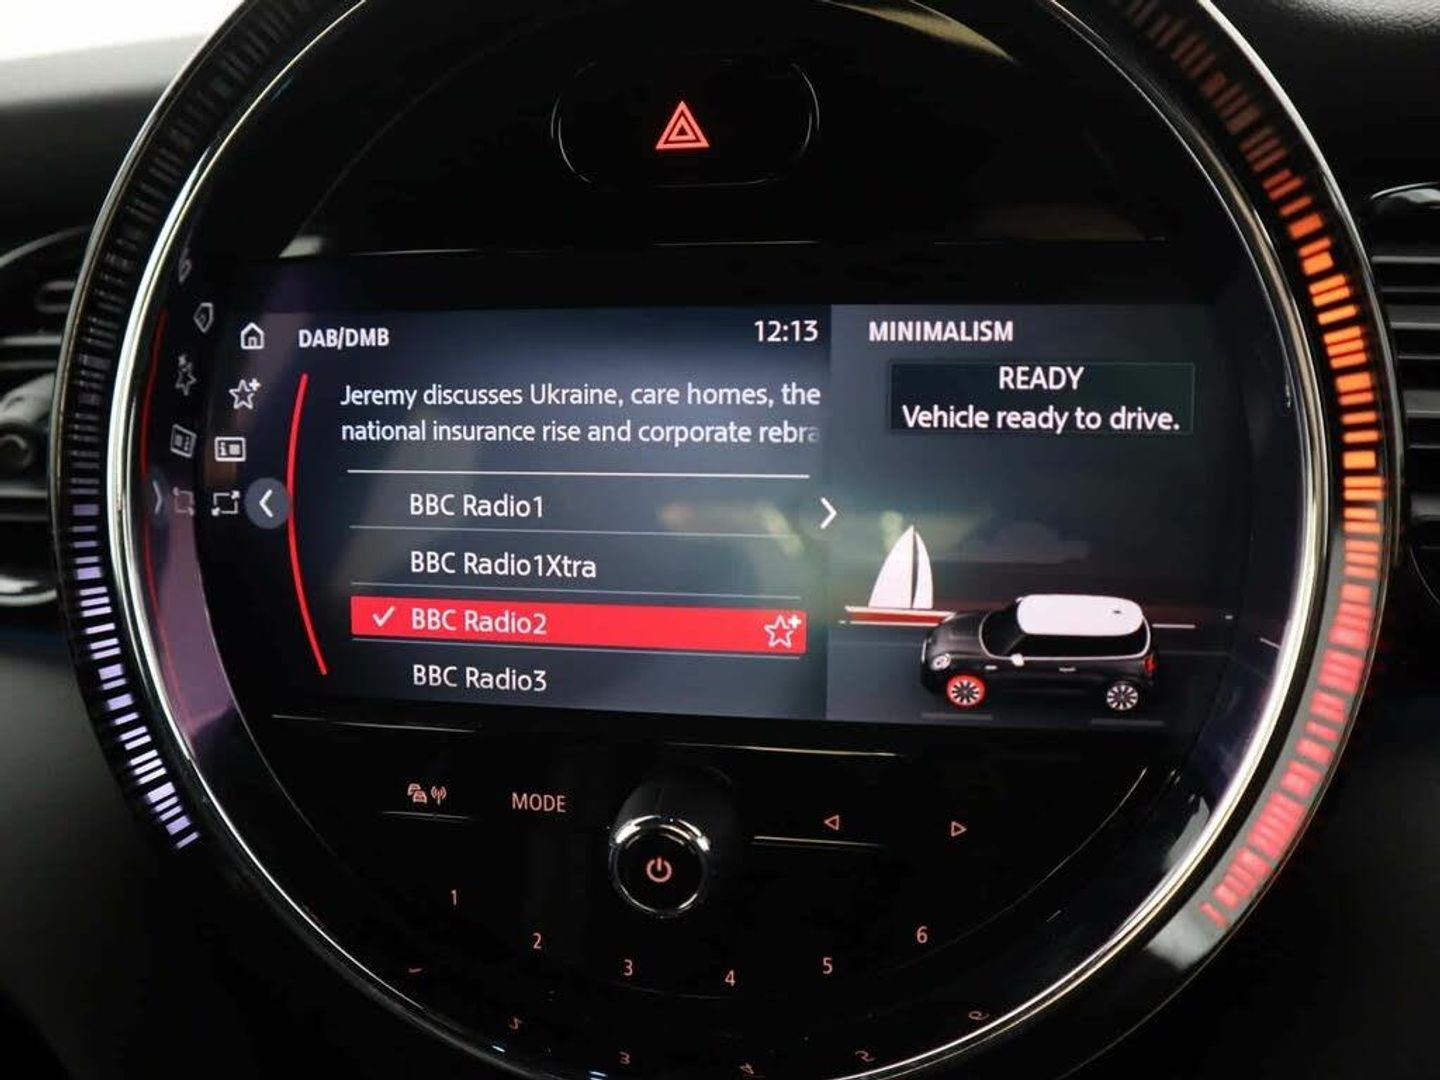 DAB/DMB
12:13
Jeremy discusses Ukraine, care homes, the
national insurance rise and corporate rebra
BBC Radio1
BBC Radio1Xtra
BBC Radio2
BBC Radio3
MINIMALISM
READY
Vehicle ready to drive.
MODE
1
2
3
4
5
6